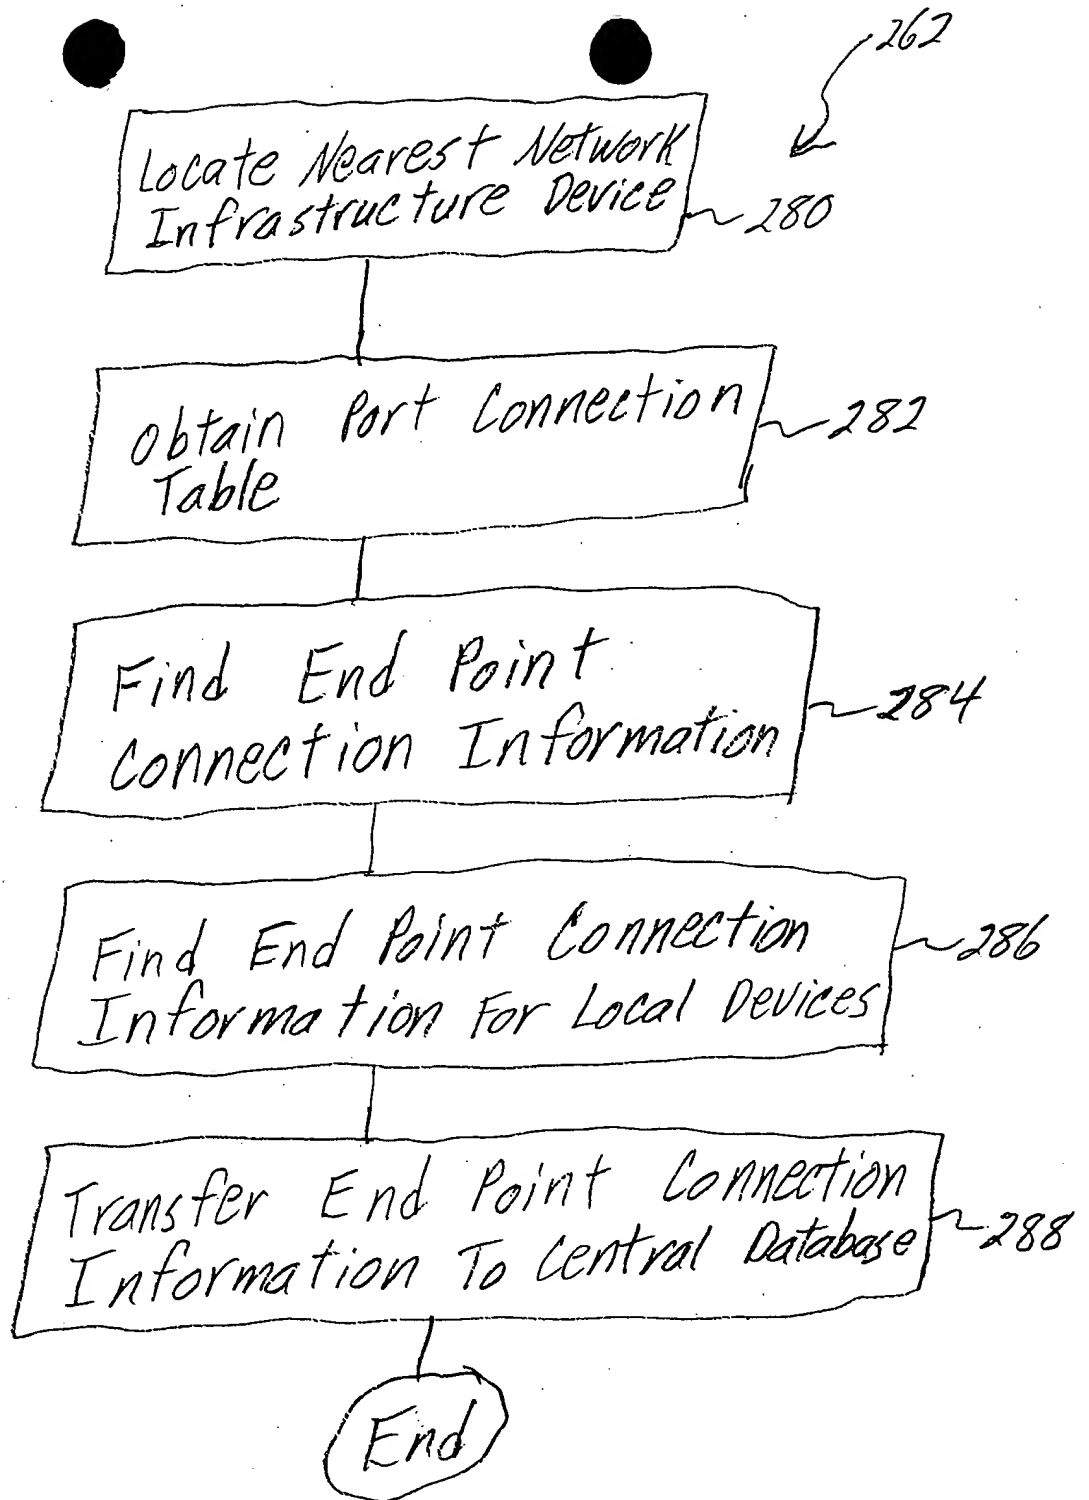 262
Locate Nearest Network
Infrastructure Device
280
Obtain Port Connection
Table
282
Find End Point
Connection Information
284
Find End Point Connection
Information For Local Devices
286
Transfer End Point Connection
Information To Central Database
288
End